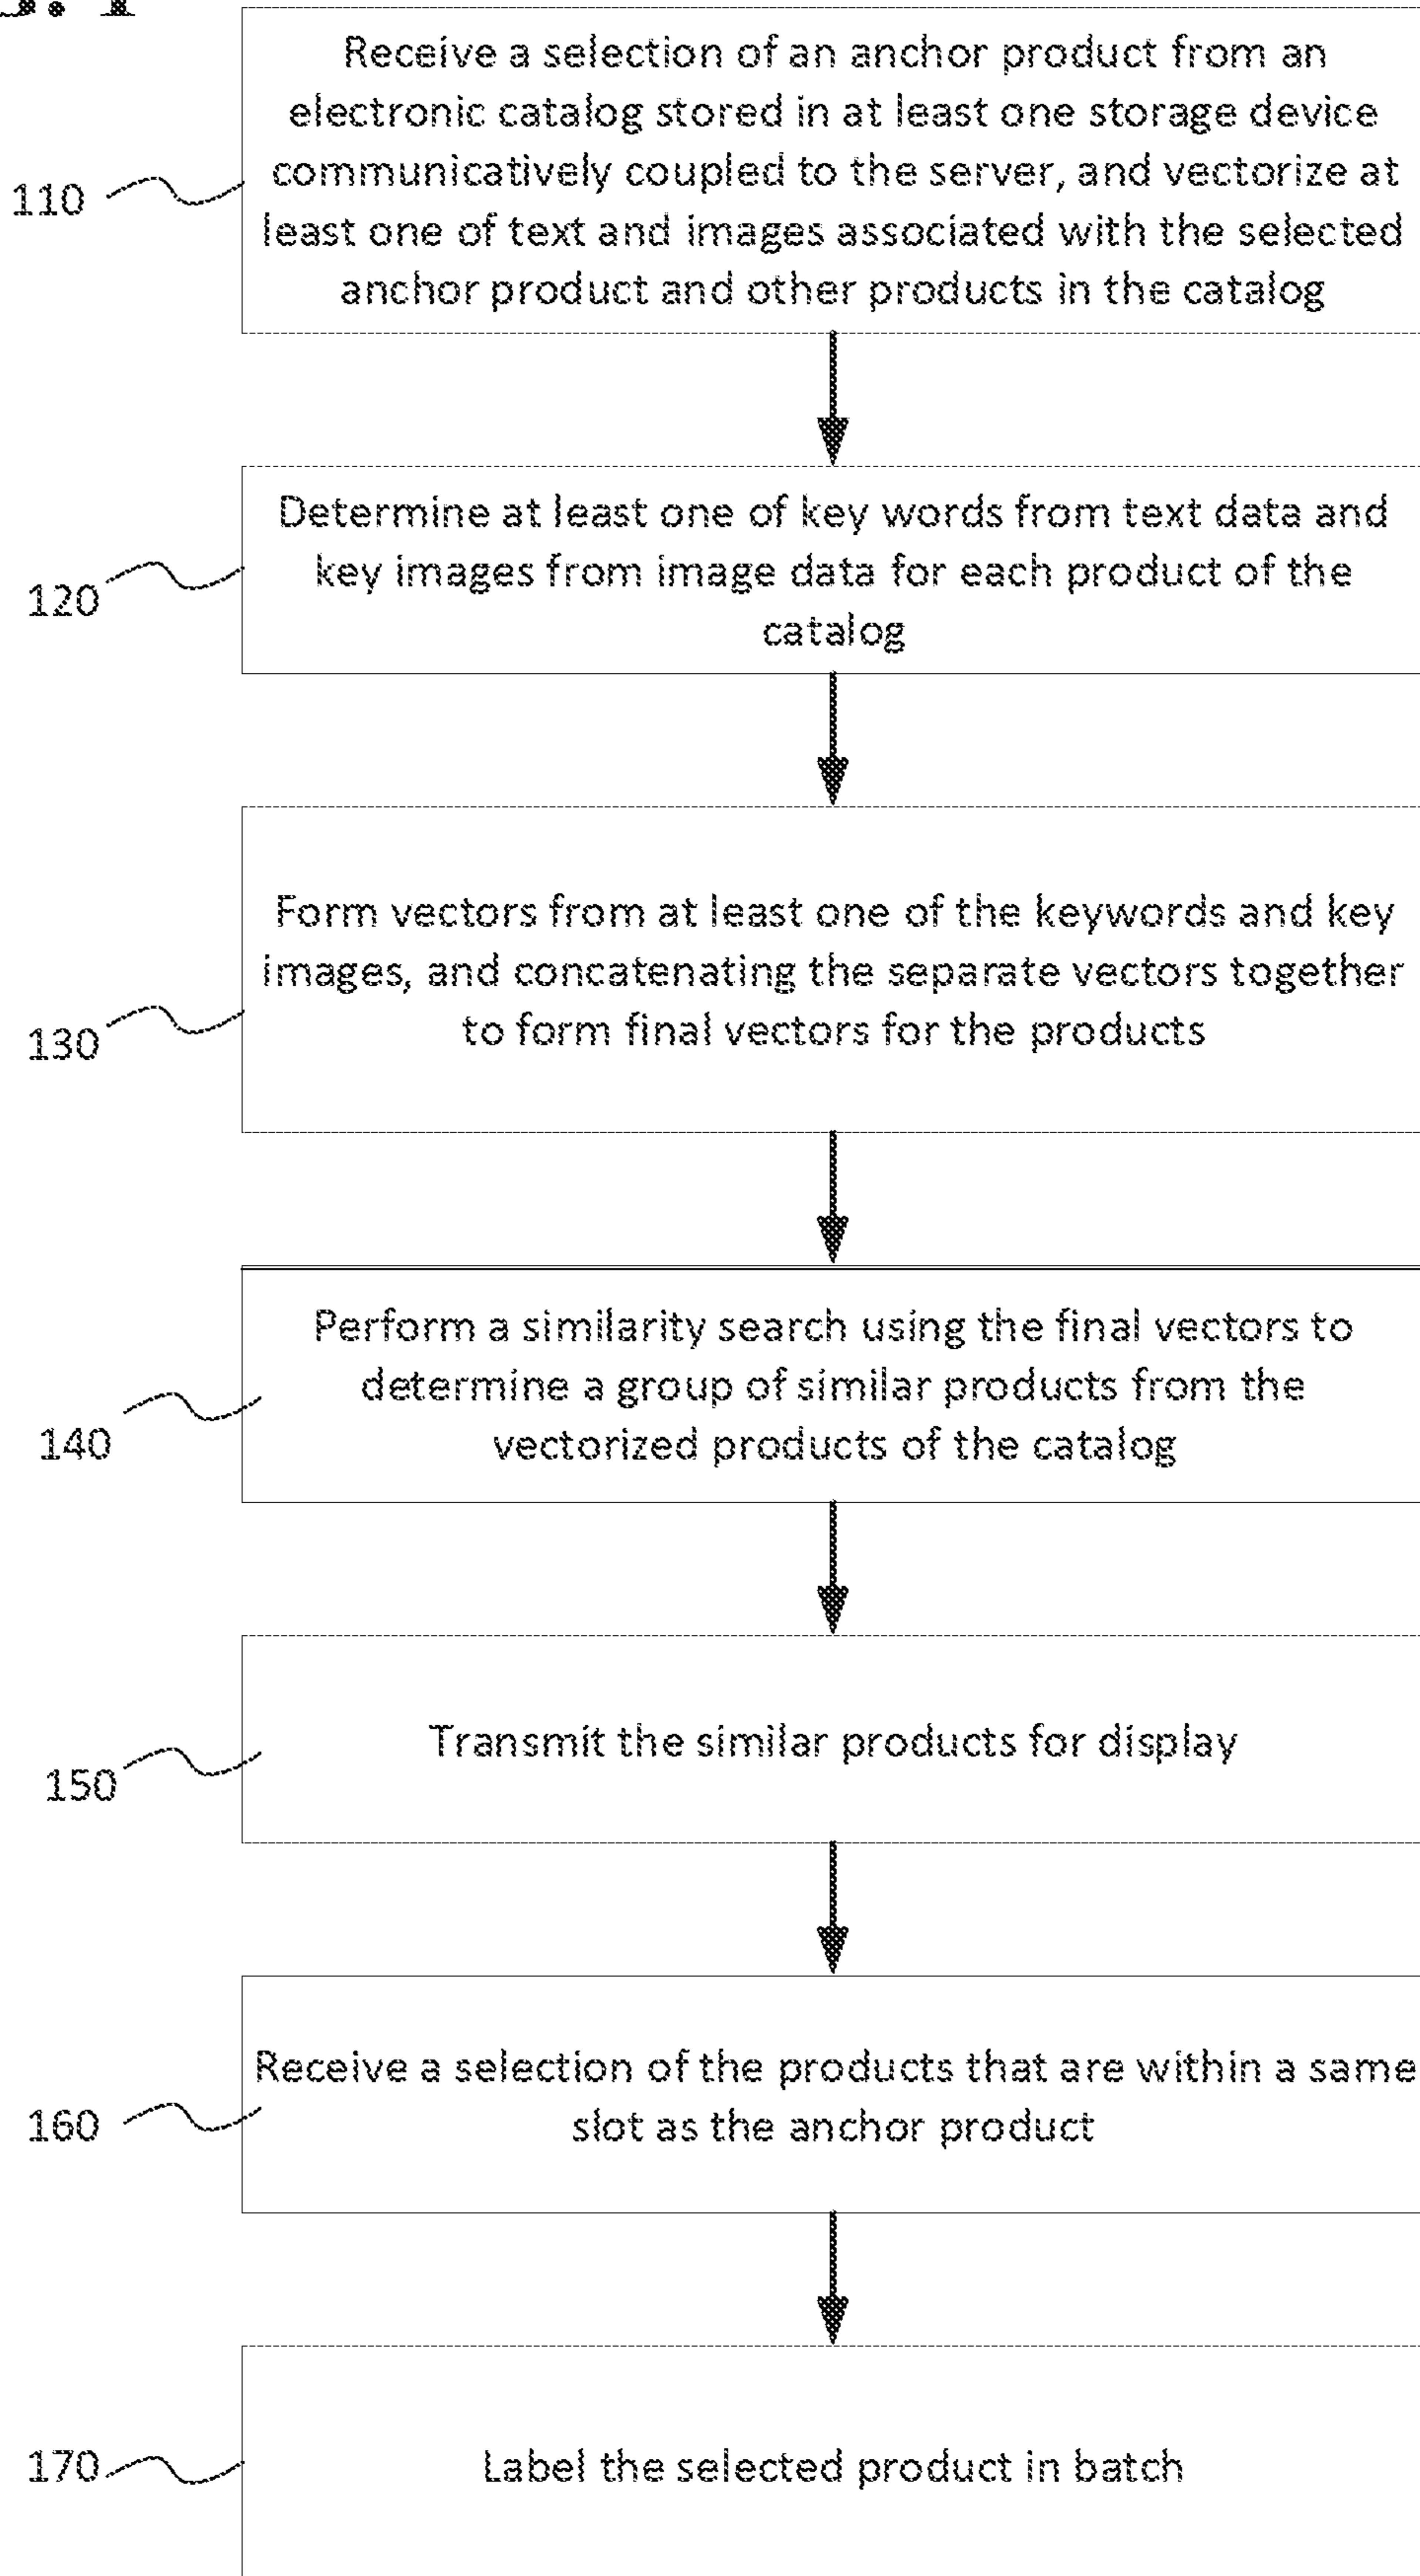 Receive a selection of an anchor product from an
electronic catalog stored in at least one storage device
communicatively coupled to the server, and vectorize at
least one of text and images associated with the selected
anchor product and other products in the catalog
110
Determine at least one of key words from text data and
key images from image data for each product of the
catalog
120
Form vectors from at least one of the keywords and key
images, and concatenating the separate vectors together
to form final vectors for the products
130
Perform a similarity search using the final vectors to
determine a group of similar products from the
vectorized products of the catalog
140
Transmit the similar products for display
150
Receive a selection of the products that are within a same
slot as the anchor product
160
Label the selected product in batch
170